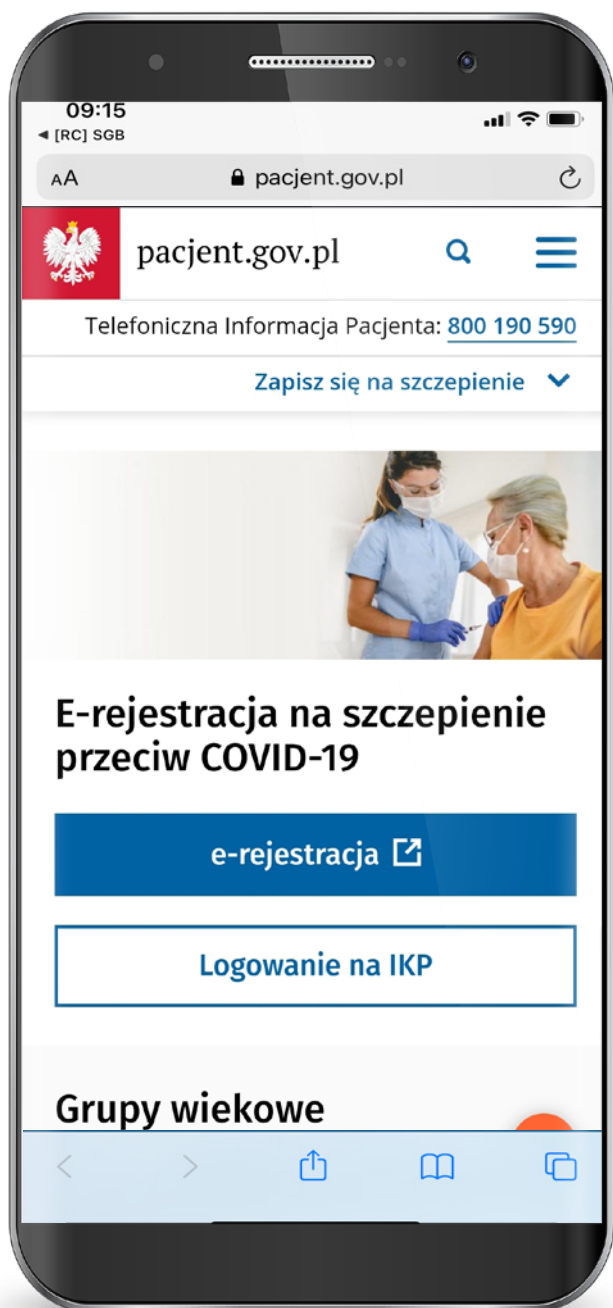 09:15
◀ [RC] SGB
AA pacjent.gov.pl
pacjent.gov.pl
Telefoniczna Informacja Pacjenta: 800 190 590
Zapisz się na szczepienie
E-rejestracja na szczepienie
przeciw COVID-19
e-rejestracja
Logowanie na IKP
Grupy wiekowe